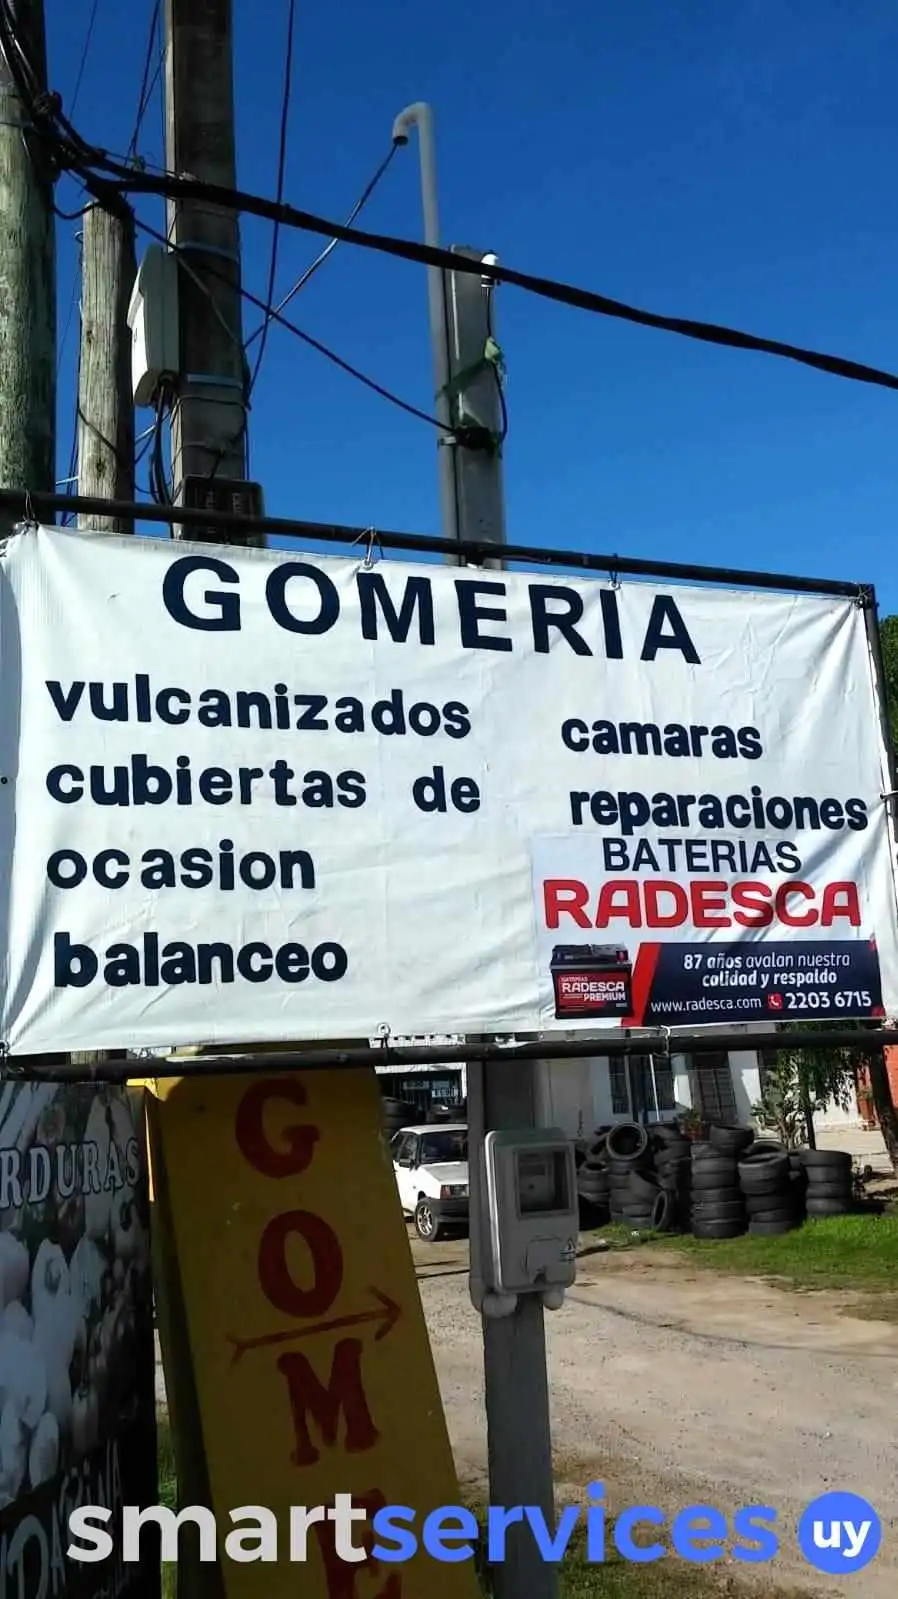 GOMERIA
vulcanizados
cubiertas de
ocasion
balanceo
camaras
reparaciones
BATERIAS
RADESCA
87 años avalan nuestra
calidad y respaldo
www.radesca.com 2203 6715
BATERIAS
RADESCA
PREMIUM
G
O
M
E
RDURAS
smartservices uy